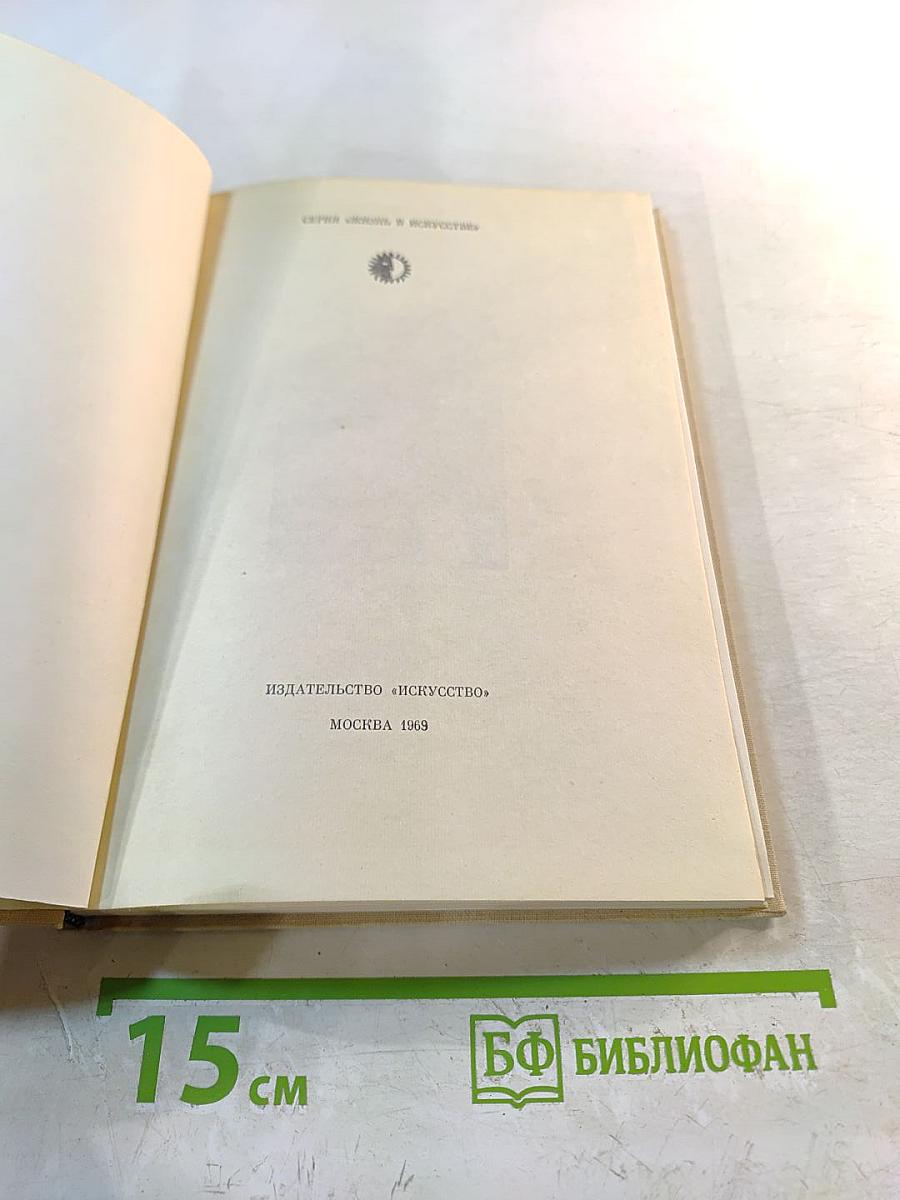 СЕРИЯ «ЖИЗНЬ В ИСКУССТВЕ»
ИЗДАТЕЛЬСТВО «ИСКУССТВО»
МОСКВА 1969
15 см
БФ БИБЛИОФАН